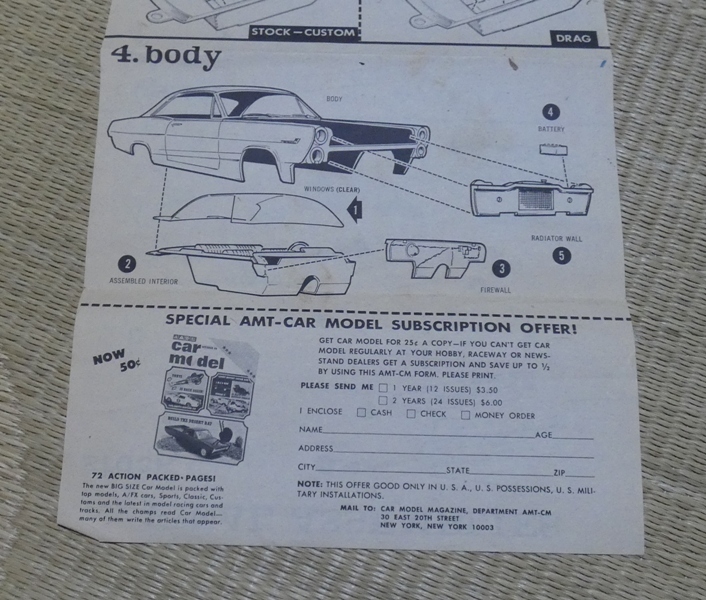 STOCK—CUSTOM
DRAG
4. body
BODY
4
BATTERY
WINDOWS (CLEAR)
1
RADIATOR WALL
5
2
ASSEMBLED INTERIOR
3
FIREWALL
SPECIAL AMT-CAR MODEL SUBSCRIPTION OFFER!
NOW
50¢
car
model
GET CAR MODEL FOR 25¢ A COPY—IF YOU CAN'T GET CAR
MODEL REGULARLY AT YOUR HOBBY, RACEWAY OR NEWS-
STAND DEALERS GET A SUBSCRIPTION AND SAVE UP TO ½
BY USING THIS AMT-CM FORM. PLEASE PRINT.
PLEASE SEND ME □ 1 YEAR (12 ISSUES) $3.50
□ 2 YEARS (24 ISSUES) $6.00
I ENCLOSE □ CASH □ CHECK □ MONEY ORDER
NAME AGE
ADDRESS
CITY STATE ZIP
NOTE: THIS OFFER GOOD ONLY IN U. S. A., U. S. POSSESSIONS, U. S. MILI-
TARY INSTALLATIONS.
MAIL TO: CAR MODEL MAGAZINE, DEPARTMENT AMT-CM
30 EAST 20TH STREET
NEW YORK, NEW YORK 10003
72 ACTION PACKED·PAGES!
The new BIG SIZE Car Model is packed with
top models, A/FX cars, Sports, Classic, Cus-
toms and the latest in model racing cars and
tracks. All the champs read Car Model—
many of them write the articles that appear.